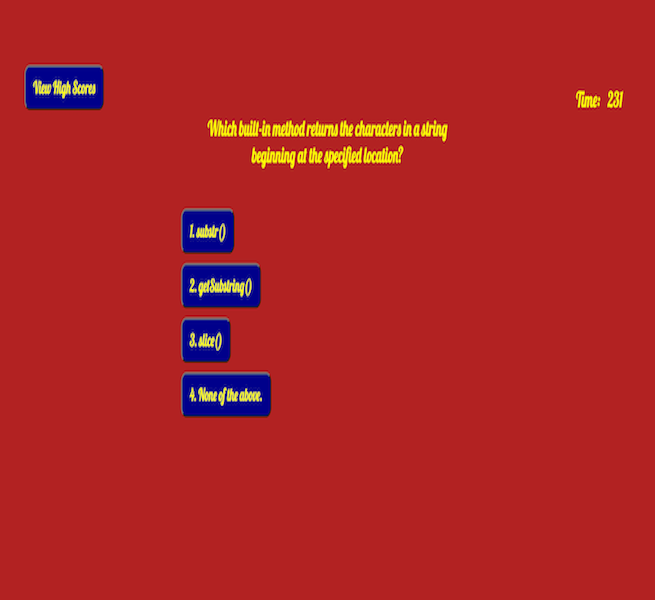 View High Scores
Time: 231
Which built-in method returns the characters in a string
beginning at the specified location?
1. substr()
2. getSubstring()
3. slice()
4. None of the above.